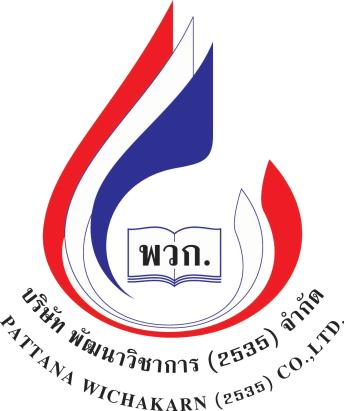 พวก.
บริษัท พัฒนาวิชาการ (2535) จำกัด
PATTANA WICHAKARN (2535) CO.,LTD.